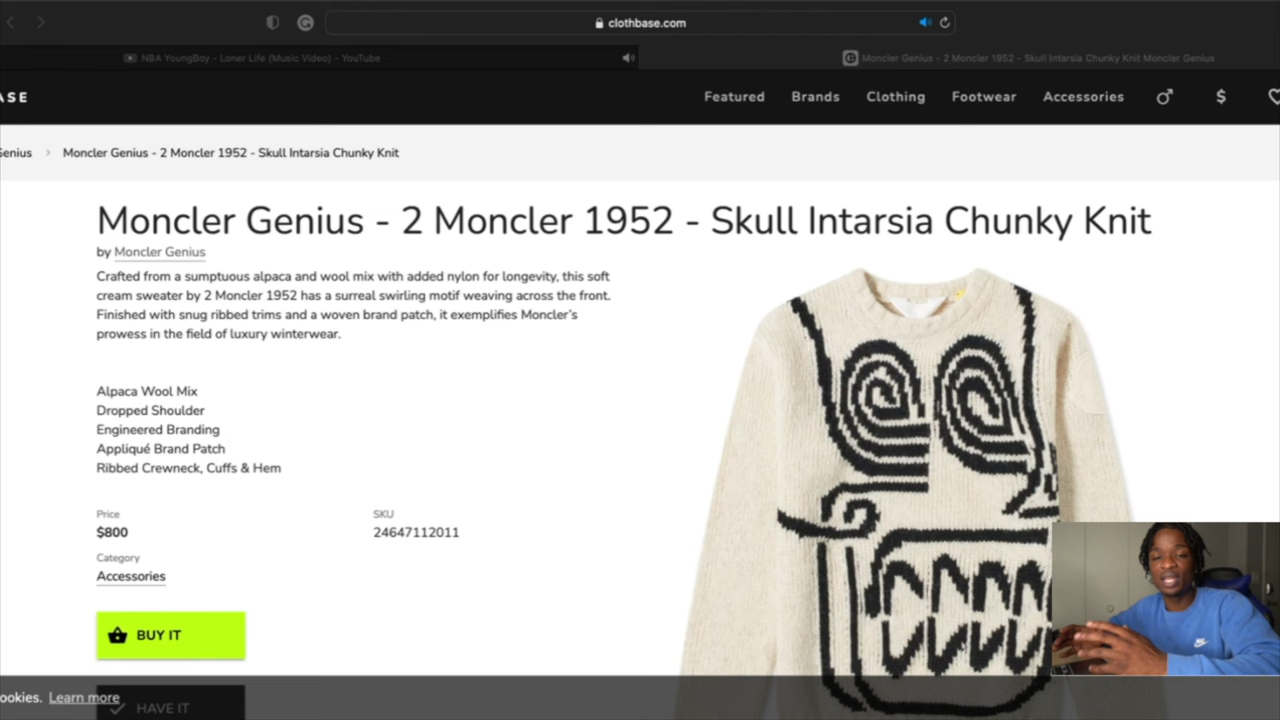 clothbase.com
NBA YoungBoy - Loner Life (Music Video) - YouTube
Moncler Genius - 2 Moncler 1952 - Skull Intarsia Chunky Knit Moncler Genius
ASE
Featured
Brands
Clothing
Footwear
Accessories
$
Genius
Moncler Genius - 2 Moncler 1952 - Skull Intarsia Chunky Knit
Moncler Genius - 2 Moncler 1952 - Skull Intarsia Chunky Knit
by Moncler Genius
Crafted from a sumptuous alpaca and wool mix with added nylon for longevity, this soft
cream sweater by 2 Moncler 1952 has a surreal swirling motif weaving across the front.
Finished with snug ribbed trims and a woven brand patch, it exemplifies Moncler's
prowess in the field of luxury winterwear.
Alpaca Wool Mix
Dropped Shoulder
Engineered Branding
Appliqué Brand Patch
Ribbed Crewneck, Cuffs & Hem
Price
SKU
$800
24647112011
Category
Accessories
BUY IT
ookies. Learn more
HAVE IT